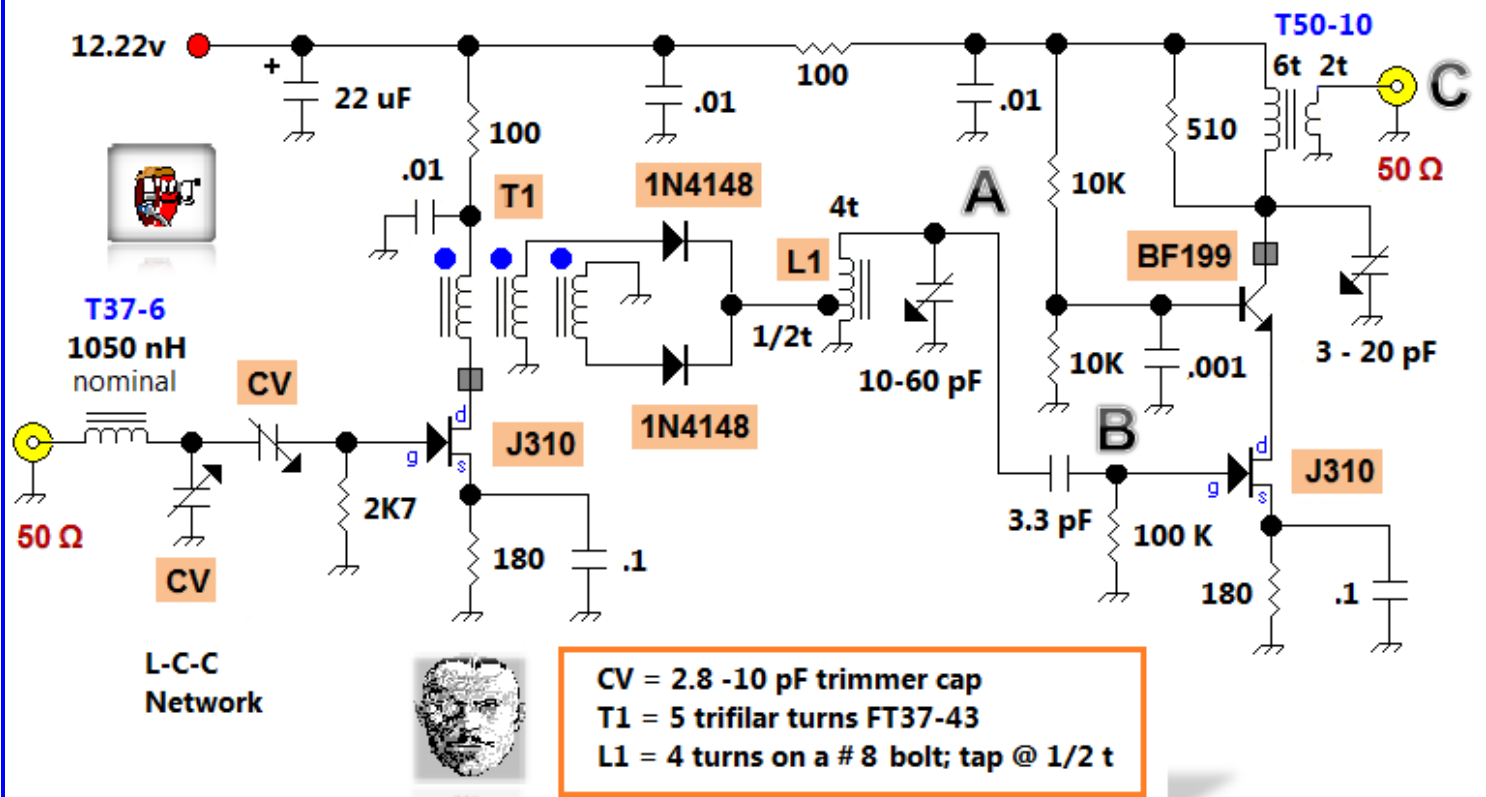 12.22v
+
22 uF
100
.01
T1
.01
100
.01
T50-10
6t 2t
C
510
50 Ω
1N4148
4t
A
10K
L1
BF199
T37-6
1050 nH
nominal
CV
1/2t
10-60 pF
10K
.001
3 - 20 pF
1N4148
B
d
g
s
J310
d
g
s
J310
2K7
50 Ω
CV
180
.1
3.3 pF
100 K
180
.1
L-C-C
Network
CV = 2.8 -10 pF trimmer cap
T1 = 5 trifilar turns FT37-43
L1 = 4 turns on a # 8 bolt; tap @ 1/2 t